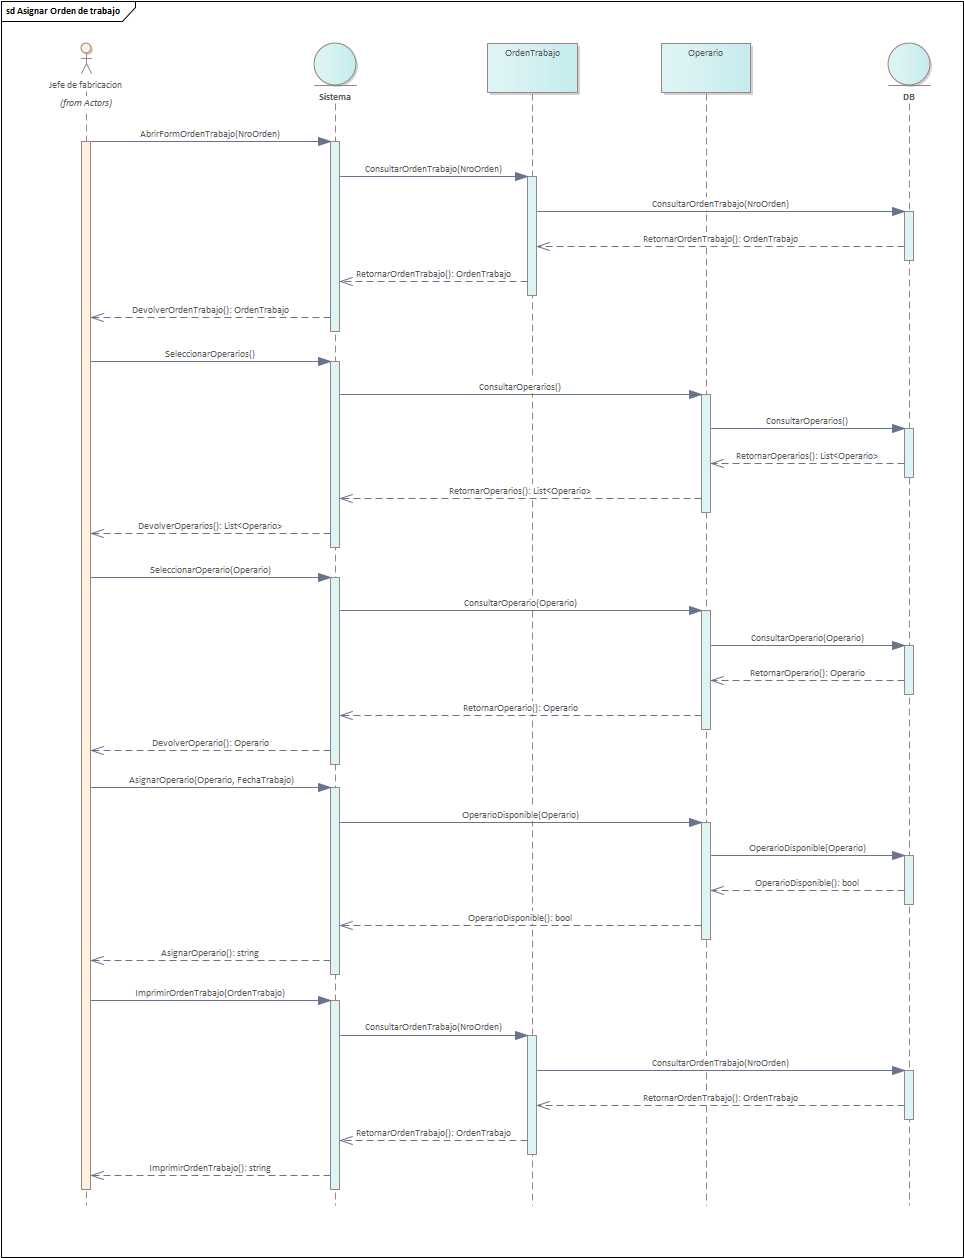 sd Asignar Orden de trabajo
Jefe de fabricacion
(from Actors)
Sistema
OrdenTrabajo
Operario
DB
AbrirFormOrdenTrabajo(NroOrden)
ConsultarOrdenTrabajo(NroOrden)
ConsultarOrdenTrabajo(NroOrden)
RetornarOrdenTrabajo(): OrdenTrabajo
RetornarOrdenTrabajo(): OrdenTrabajo
DevolverOrdenTrabajo(): OrdenTrabajo
SeleccionarOperarios()
ConsultarOperarios()
ConsultarOperarios()
RetornarOperarios(): List<Operario>
RetornarOperarios(): List<Operario>
DevolverOperarios(): List<Operario>
SeleccionarOperario(Operario)
ConsultarOperario(Operario)
ConsultarOperario(Operario)
RetornarOperario(): Operario
RetornarOperario(): Operario
DevolverOperario(): Operario
AsignarOperario(Operario, FechaTrabajo)
OperarioDisponible(Operario)
OperarioDisponible(Operario)
OperarioDisponible(): bool
OperarioDisponible(): bool
AsignarOperario(): string
ImprimirOrdenTrabajo(OrdenTrabajo)
ConsultarOrdenTrabajo(NroOrden)
ConsultarOrdenTrabajo(NroOrden)
RetornarOrdenTrabajo(): OrdenTrabajo
RetornarOrdenTrabajo(): OrdenTrabajo
ImprimirOrdenTrabajo(): string